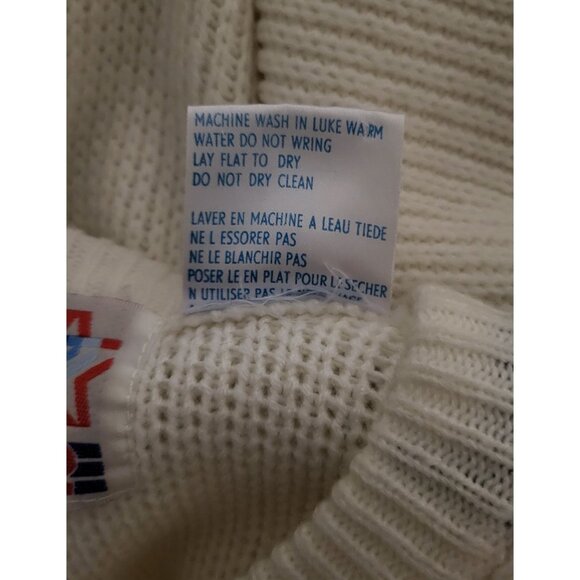 MACHINE WASH IN LUKE WARM
WATER DO NOT WRING
LAY FLAT TO DRY
DO NOT DRY CLEAN
LAVER EN MACHINE A LEAU TIEDE
NE L ESSORER PAS
NE LE BLANCHIR PAS
POSER LE EN PLAT POUR LE SECHER
N UTILISER PAS LE